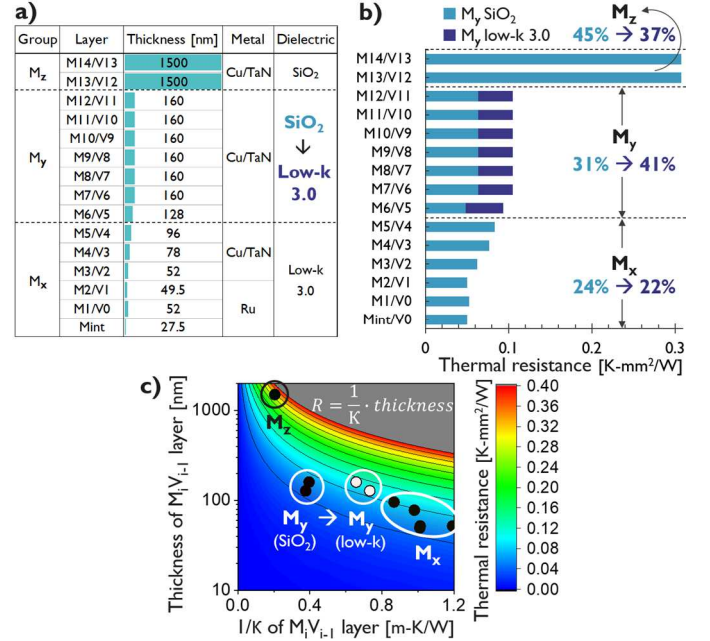 a)
Group Layer Thickness [nm] Metal Dielectric
Mz M14/V13 1500 Cu/TaN SiO2
M13/V12 1500
My M12/V11 160 Cu/TaN SiO2 ↓ Low-k 3.0
M11/V10 160
M10/V9 160
M9/V8 160
M8/V7 160
M7/V6 160
M6/V5 128
Mx M5/V4 96 Cu/TaN Low-k 3.0
M4/V3 78
M3/V2 52
M2/V1 49.5 Ru
M1/V0 52
Mint 27.5
b)
My SiO2
My low-k 3.0
Mz
45% → 37%
M14/V13
M13/V12
M12/V11
M11/V10
M10/V9
M9/V8
M8/V7
M7/V6
M6/V5
M5/V4
M4/V3
M3/V2
M2/V1
M1/V0
Mint/V0
My
31% → 41%
Mx
24% → 22%
0 0.1 0.2 0.3
Thermal resistance [K-mm²/W]
c)
Thickness of MiVi-1 layer [nm]
1000
100
10
R = 1/K · thickness
Mz
My → My
(SiO2) (low-k)
Mx
0.0 0.4 0.8 1.2
1/K of MiVi-1 layer [m-K/W]
Thermal resistance [K-mm²/W]
0.40
0.36
0.32
0.28
0.24
0.20
0.16
0.12
0.08
0.04
0.00